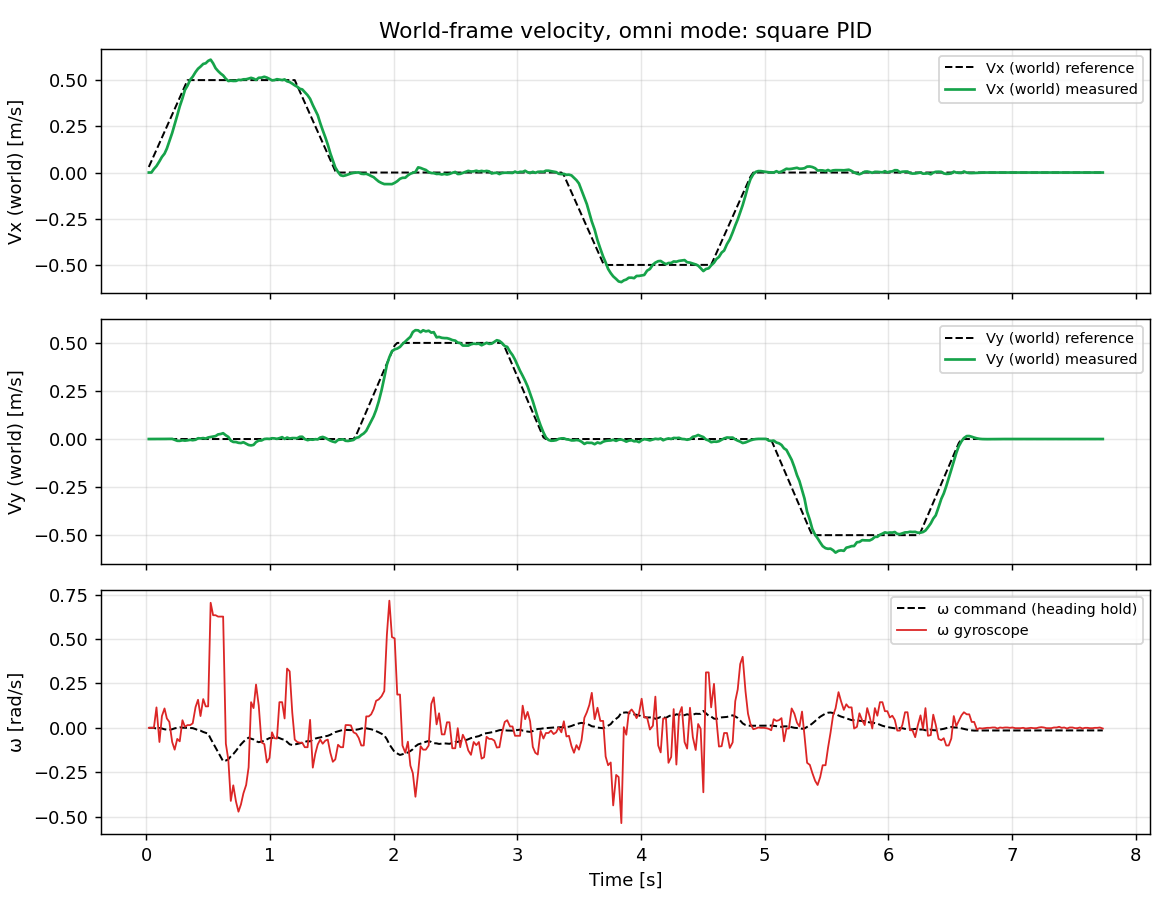 World-frame velocity, omni mode: square PID
Vx (world) [m/s]
0.50
0.25
0.00
−0.25
−0.50
Vx (world) reference
Vx (world) measured
Vy (world) [m/s]
0.50
0.25
0.00
−0.25
−0.50
Vy (world) reference
Vy (world) measured
ω [rad/s]
0.75
0.50
0.25
0.00
−0.25
−0.50
ω command (heading hold)
ω gyroscope
0 1 2 3 4 5 6 7 8
Time [s]